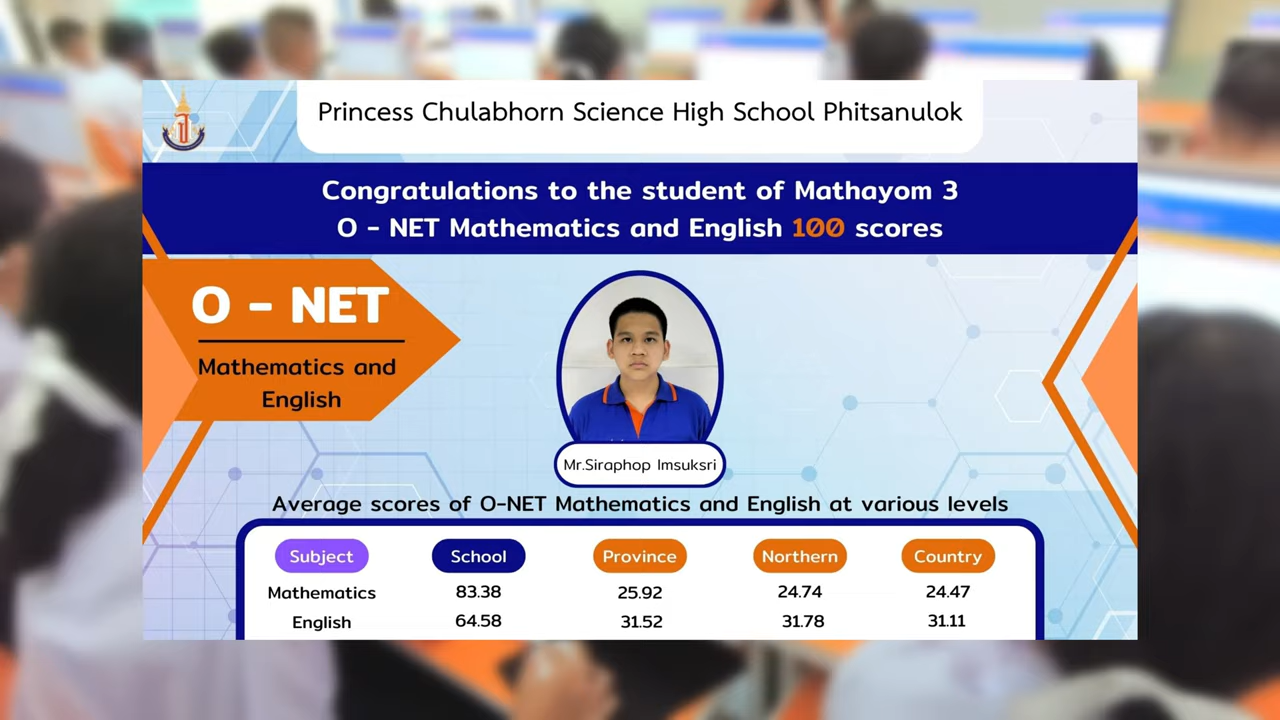 Princess Chulabhorn Science High School Phitsanulok
Congratulations to the student of Mathayom 3
O - NET Mathematics and English 100 scores
O - NET
Mathematics and
English
Mr.Siraphop Imsuksri
Average scores of O-NET Mathematics and English at various levels
Subject School Province Northern Country
Mathematics 83.38 25.92 24.74 24.47
English 64.58 31.52 31.78 31.11